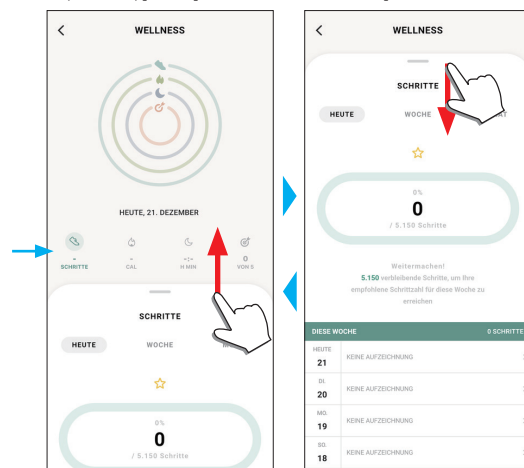 WELLNESS
HEUTE, 21. DEZEMBER
-
-
--:--
0
SCHRITTE
CAL
H MIN
VON 5
SCHRITTE
HEUTE
WOCHE
0%
0
/ 5.150 Schritte
WELLNESS
SCHRITTE
HEUTE
WOCHE
0%
0
/ 5.150 Schritte
Weitermachen!
5.150 verbleibende Schritte, um Ihre
empfohlene Schrittzahl für diese Woche zu
erreichen
DIESE WOCHE
0 SCHRITTE
HEUTE
21
KEINE AUFZEICHNUNG
DI.
20
KEINE AUFZEICHNUNG
MO.
19
KEINE AUFZEICHNUNG
SO.
18
KEINE AUFZEICHNUNG